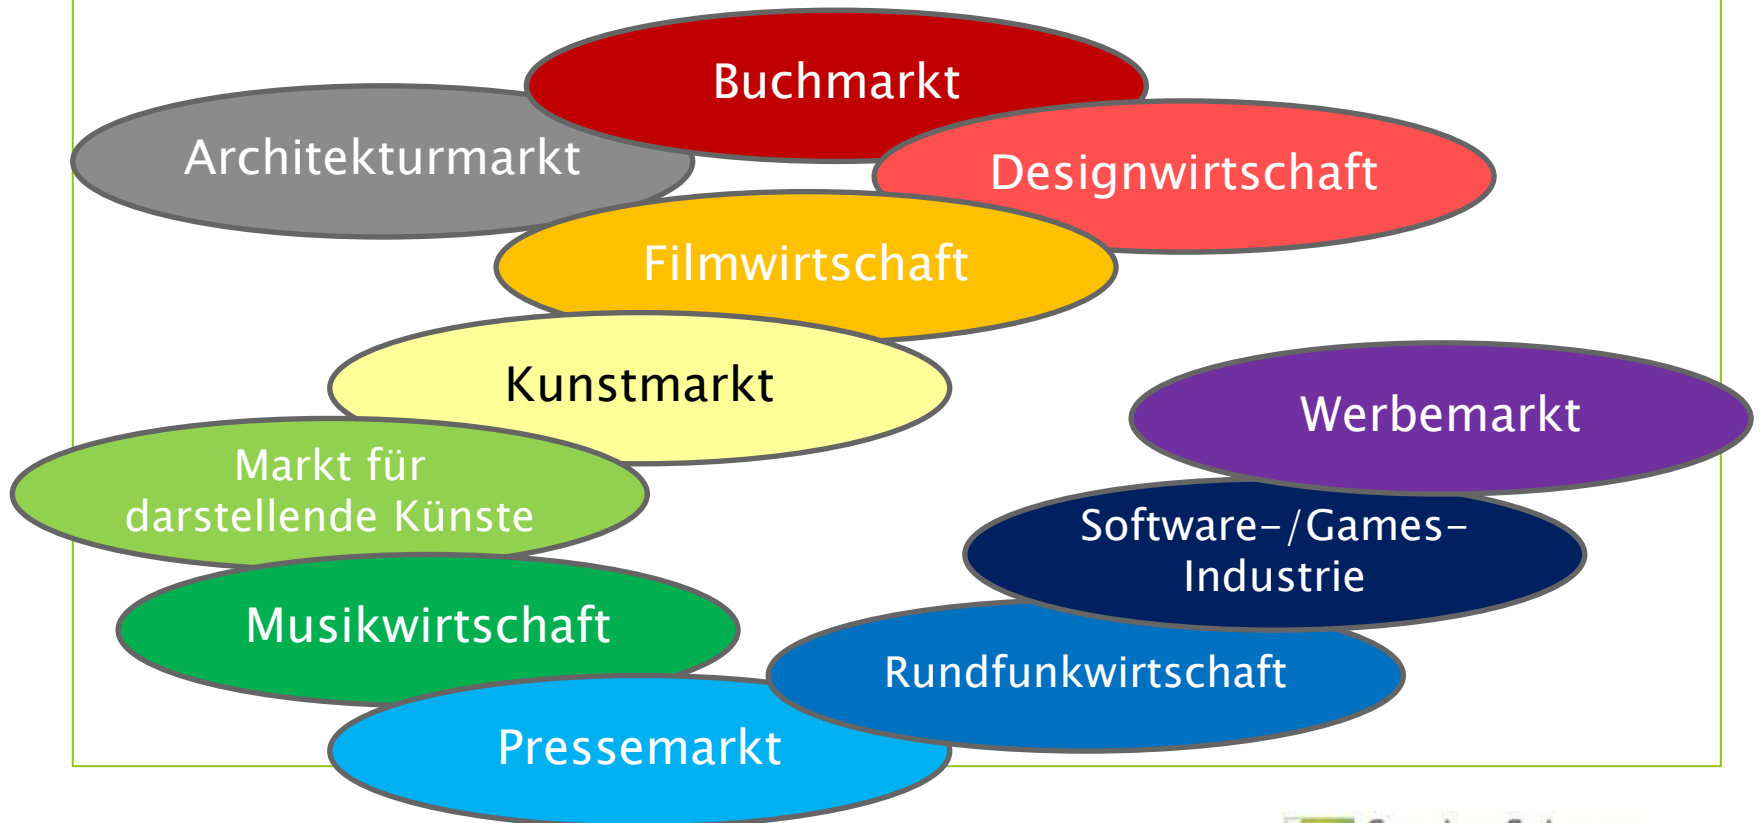 Buchmarkt
Architekturmarkt
Designwirtschaft
Filmwirtschaft
Kunstmarkt
Werbemarkt
Markt für
darstellende Künste
Software-/Games-
Industrie
Musikwirtschaft
Rundfunkwirtschaft
Pressemarkt